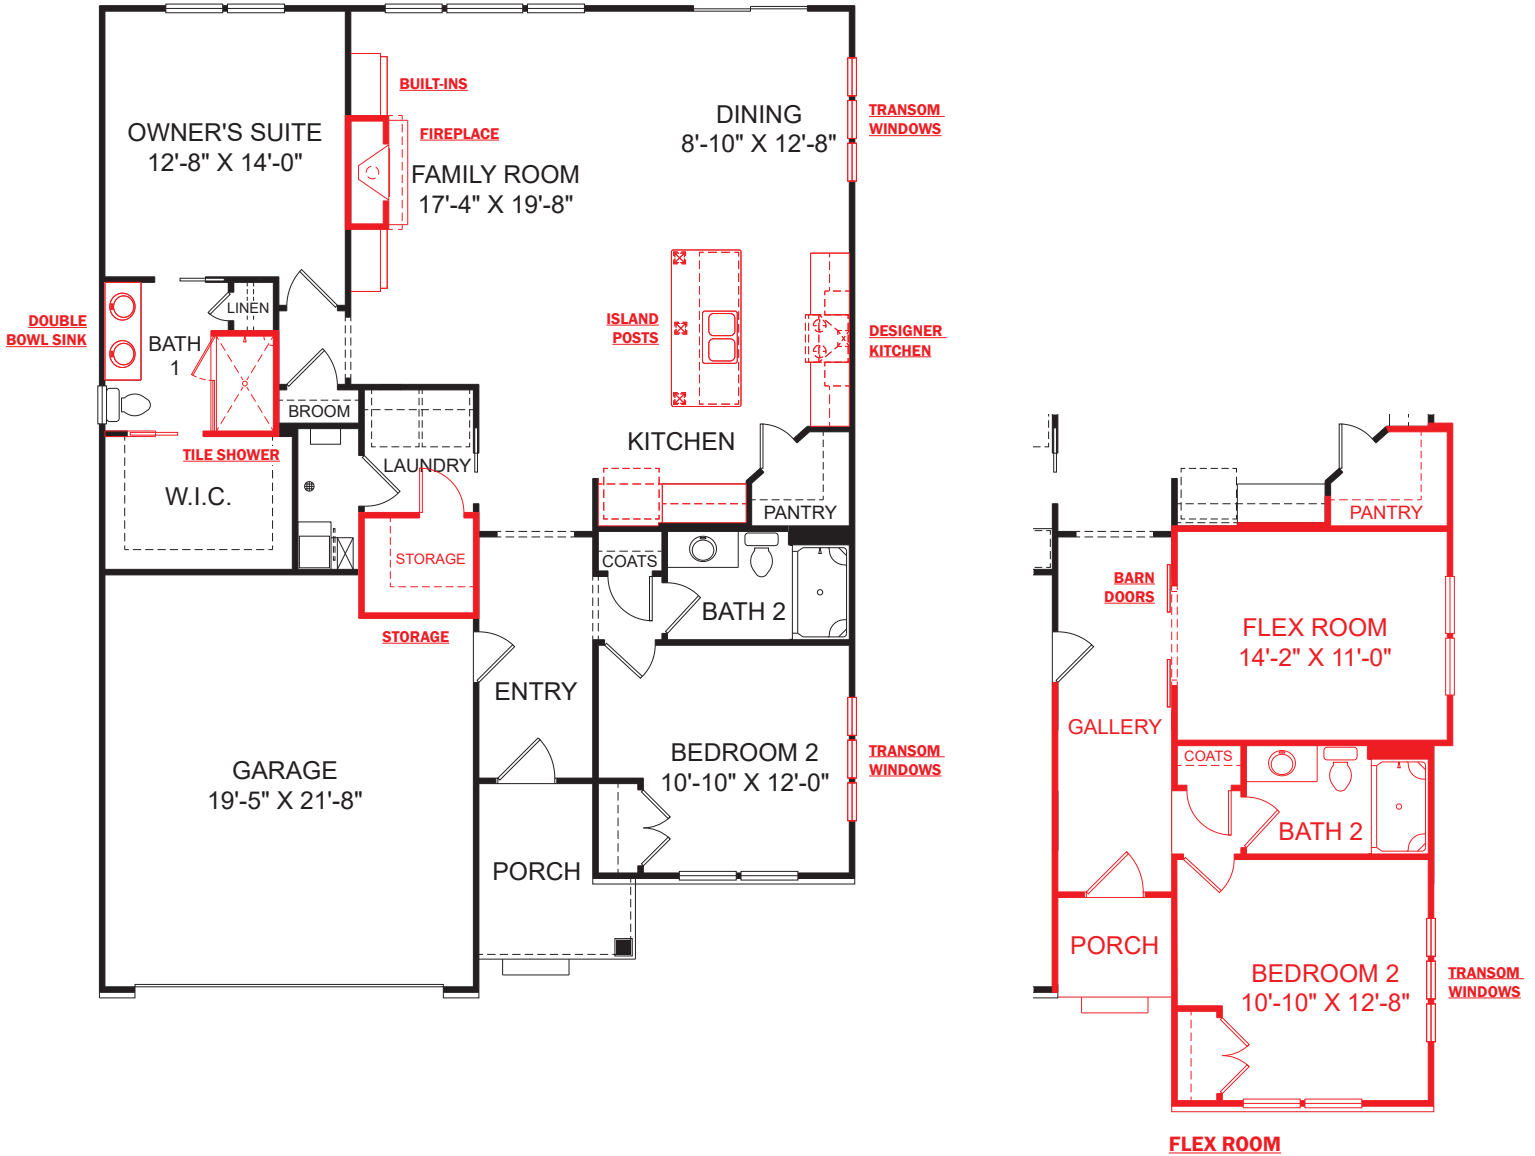 BUILT-INS
FIREPLACE
OWNER'S SUITE
12'-8" X 14'-0"
FAMILY ROOM
17'-4" X 19'-8"
DINING
8'-10" X 12'-8"
TRANSOM
WINDOWS
LINEN
DOUBLE
BOWL SINK
BATH
1
ISLAND
POSTS
DESIGNER
KITCHEN
BROOM
TILE SHOWER
LAUNDRY
KITCHEN
W.I.C.
PANTRY
STORAGE
STORAGE
COATS
BATH 2
ENTRY
BEDROOM 2
10'-10" X 12'-0"
TRANSOM
WINDOWS
GARAGE
19'-5" X 21'-8"
PORCH
PANTRY
BARN
DOORS
FLEX ROOM
14'-2" X 11'-0"
GALLERY
COATS
BATH 2
PORCH
BEDROOM 2
10'-10" X 12'-8"
TRANSOM
WINDOWS
FLEX ROOM